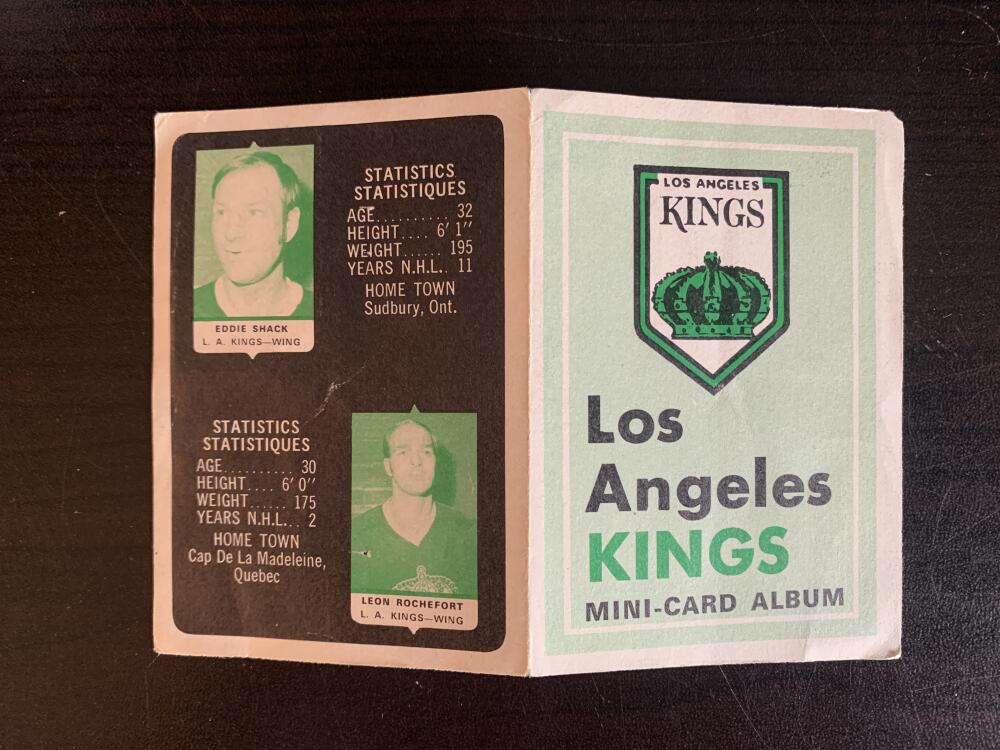 STATISTICS
STATISTIQUES
AGE.......... 32
HEIGHT.... 6' 1"
WEIGHT...... 195
YEARS N.H.L.. 11
HOME TOWN
Sudbury, Ont.
EDDIE SHACK
L. A. KINGS—WING
STATISTICS
STATISTIQUES
AGE.......... 30
HEIGHT.... 6' 0"
WEIGHT...... 175
YEARS N.H.L... 2
HOME TOWN
Cap De La Madeleine,
Quebec
LEON ROCHEFORT
L. A. KINGS—WING
LOS ANGELES
KINGS
Los
Angeles
KINGS
MINI-CARD ALBUM